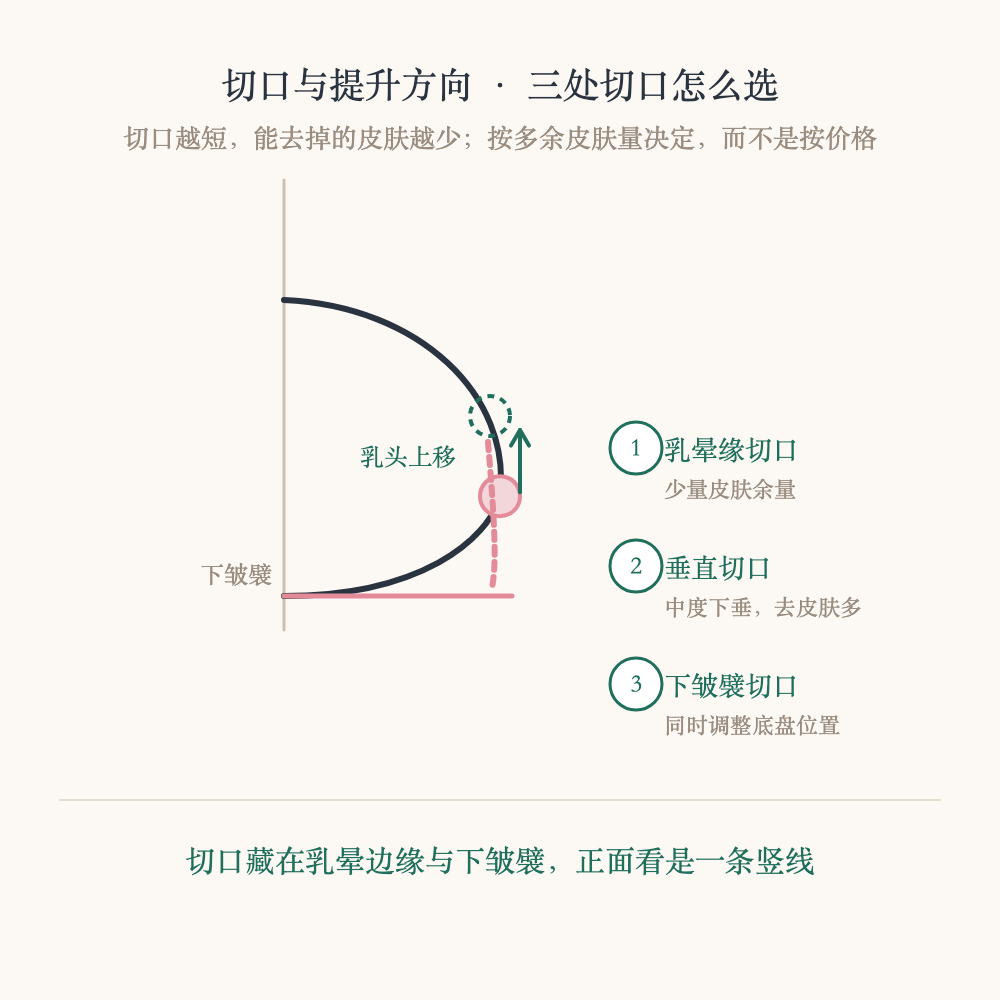 切口与提升方向 · 三处切口怎么选
切口越短，能去掉的皮肤越少；按多余皮肤量决定，而不是按价格
乳头上移
下皱襞
1 乳晕缘切口
少量皮肤余量
2 垂直切口
中度下垂，去皮肤多
3 下皱襞切口
同时调整底盘位置
切口藏在乳晕边缘与下皱襞，正面看是一条竖线